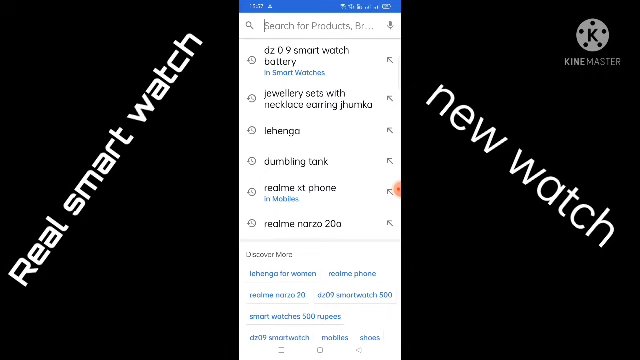 15:57
Search for Products, Br...
dz 0 9 smart watch
battery
in Smart Watches
jewellery sets with
necklace earring jhumka
lehenga
dumbling tank
realme xt phone
in Mobiles
realme narzo 20a
Discover More
lehenga for women
realme phone
realme narzo 20
dz09 smartwatch 500
smart watches 500 rupees
dz09 smartwatch
mobiles
shoes
Real smart watch
new watch
K
KINEMASTER